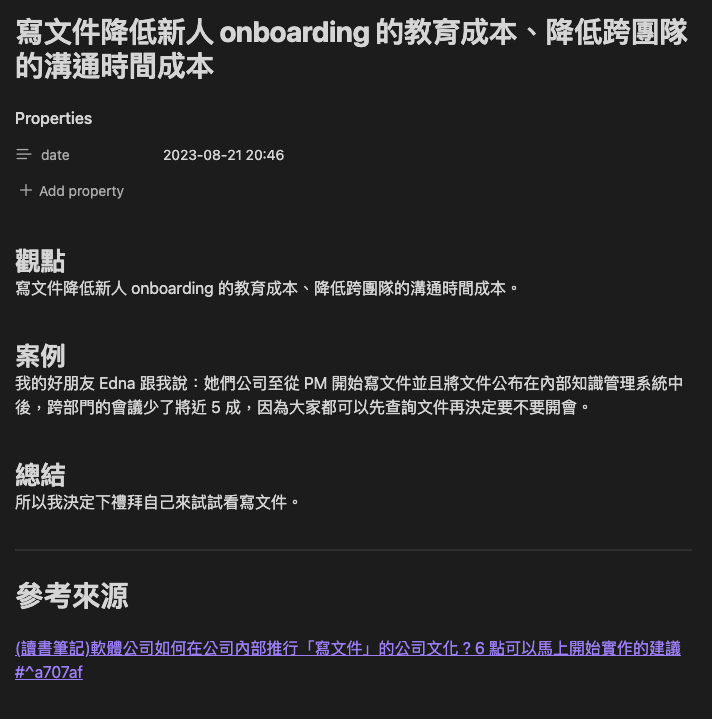 寫文件降低新人 onboarding 的教育成本、降低跨團隊
的溝通時間成本
Properties
date 2023-08-21 20:46
+ Add property
觀點
寫文件降低新人 onboarding 的教育成本、降低跨團隊的溝通時間成本。
案例
我的好朋友 Edna 跟我說：她們公司至從 PM 開始寫文件並且將文件公布在內部知識管理系統中
後，跨部門的會議少了將近 5 成，因為大家都可以先查詢文件再決定要不要開會。
總結
所以我決定下禮拜自己來試試看寫文件。
參考來源
(讀書筆記)軟體公司如何在公司內部推行「寫文件」的公司文化？6 點可以馬上開始實作的建議
#^a707af